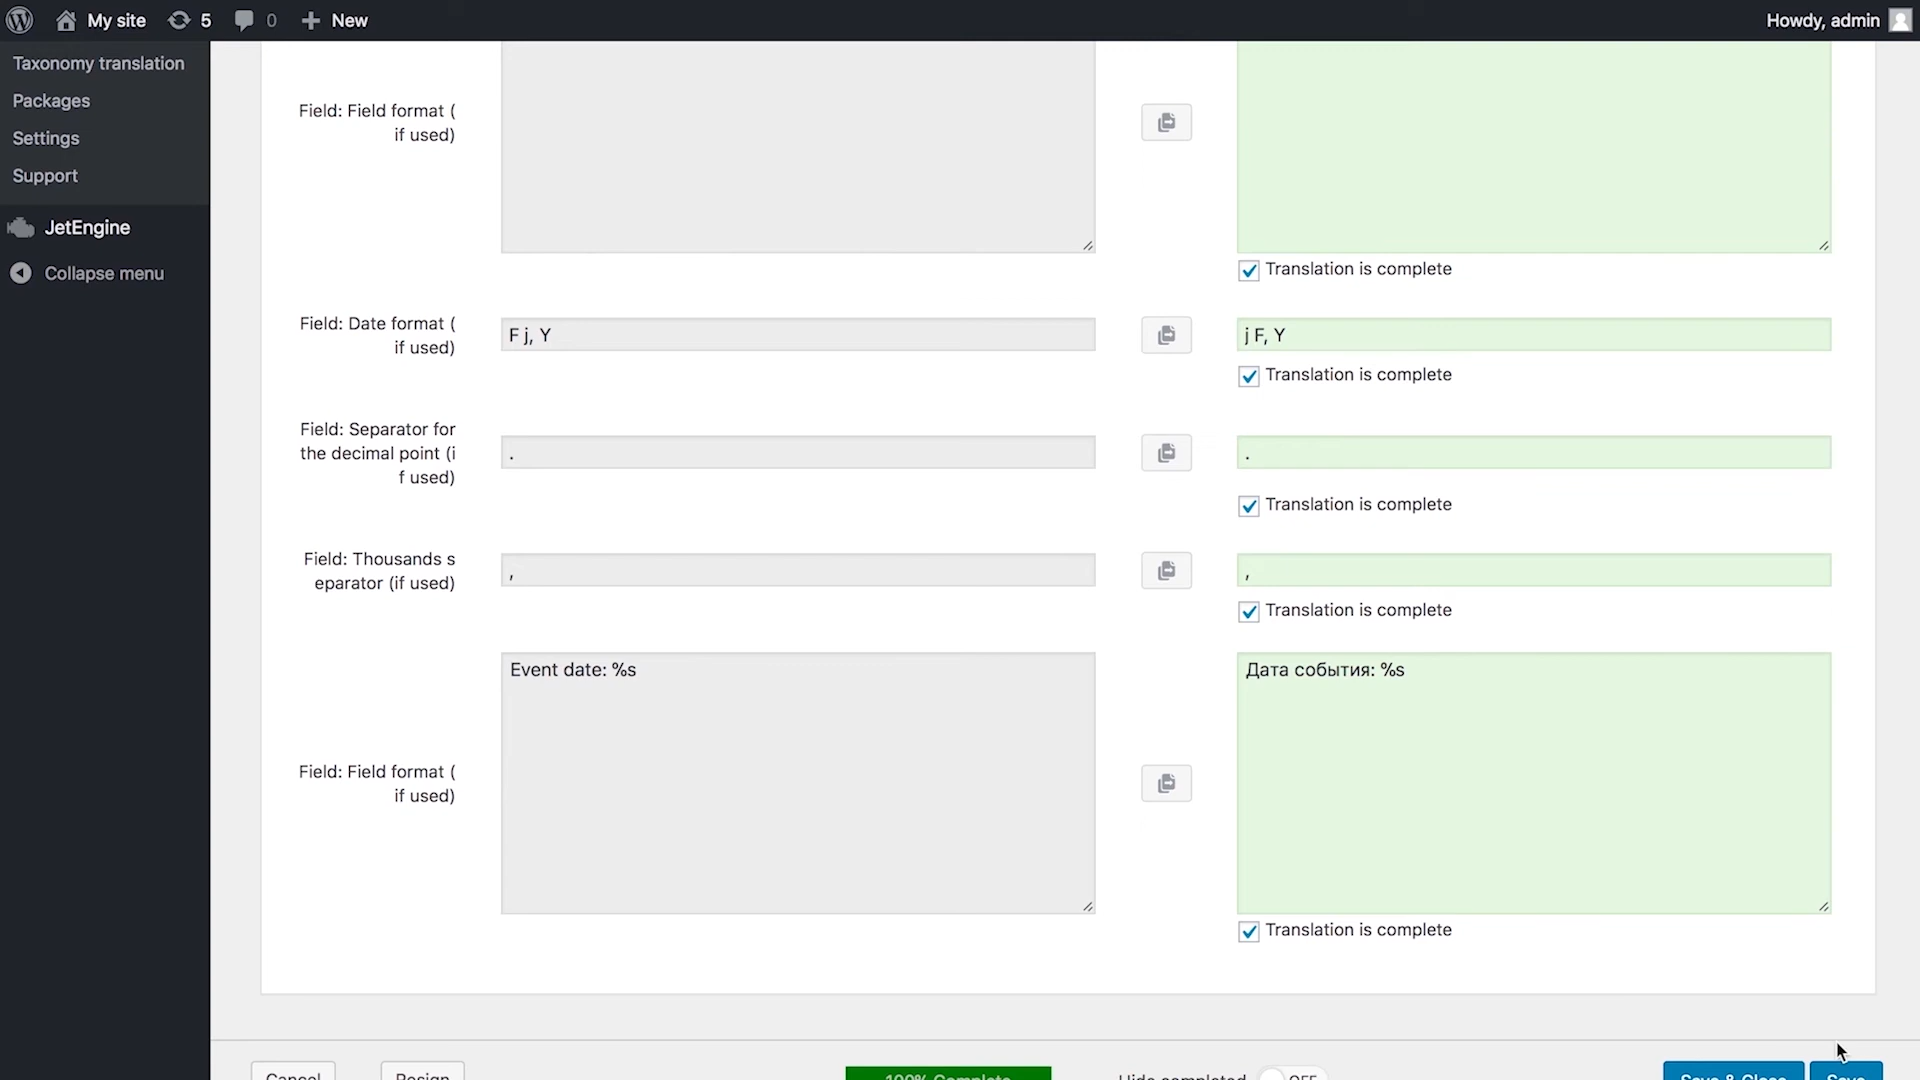 My site 5 0 New Howdy, admin
Taxonomy translation
Packages
Settings
Support
JetEngine
Collapse menu
Field: Field format (
if used)
Translation is complete
Field: Date format (
if used)
F j, Y
j F, Y
Translation is complete
Field: Separator for
the decimal point (i
f used)
.
.
Translation is complete
Field: Thousands s
eparator (if used)
,
,
Translation is complete
Event date: %s
Дата события: %s
Field: Field format (
if used)
Translation is complete
Cancel Resign 100% Complete Hide completed OFF Save & Close Save